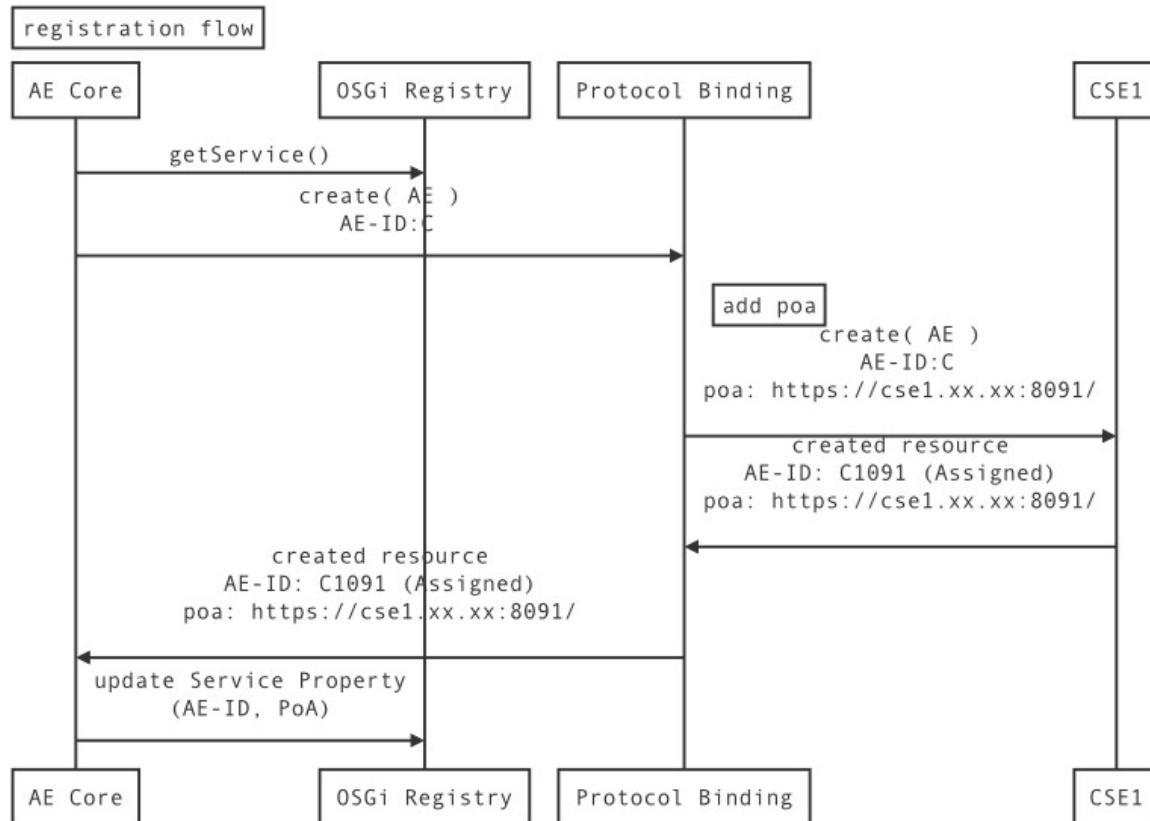 registration flow
AE Core
OSGi Registry
Protocol Binding
CSE1
getService()
create( AE )
AE-ID:C
add poa
create( AE )
AE-ID:C
poa: https://cse1.xx.xx:8091/
created resource
AE-ID: C1091 (Assigned)
poa: https://cse1.xx.xx:8091/
created resource
AE-ID: C1091 (Assigned)
poa: https://cse1.xx.xx:8091/
update Service Property
(AE-ID, PoA)
AE Core
OSGi Registry
Protocol Binding
CSE1